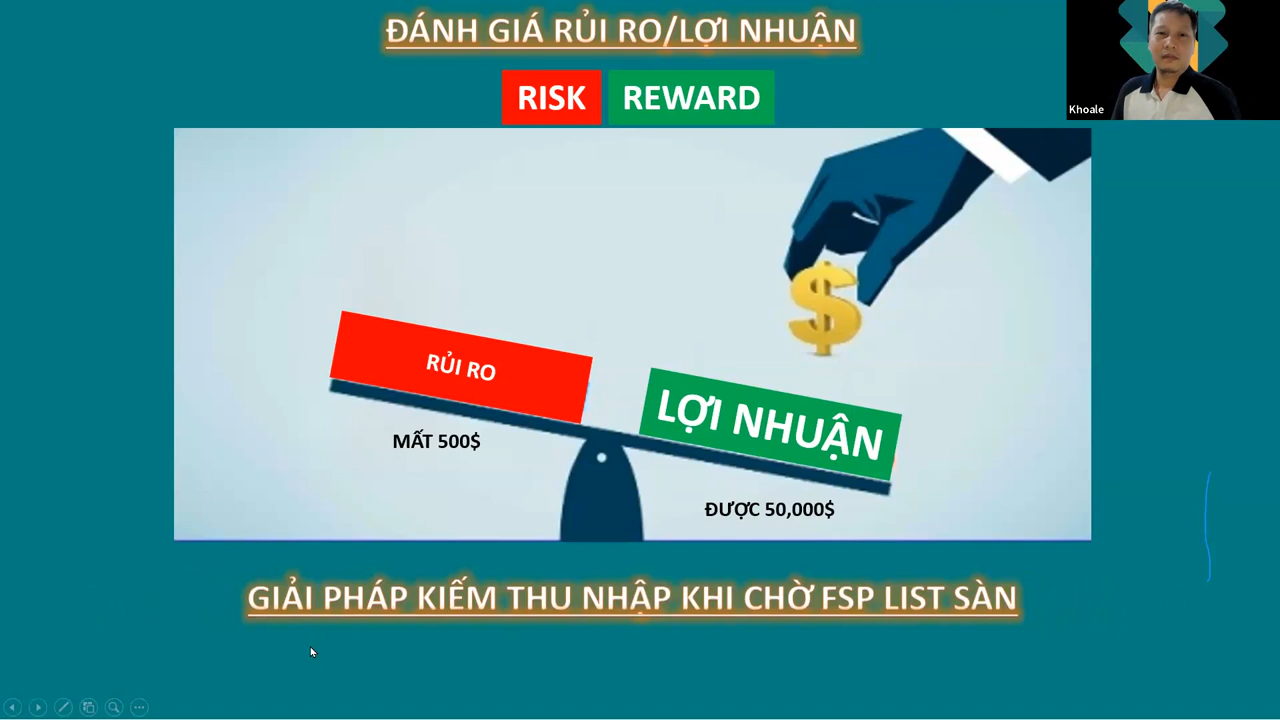 ĐÁNH GIÁ RỦI RO/LỢI NHUẬN
RISK REWARD
Khoale
$
RỦI RO
LỢI NHUẬN
MẤT 500$
ĐƯỢC 50,000$
GIẢI PHÁP KIẾM THU NHẬP KHI CHỜ FSP LIST SÀN